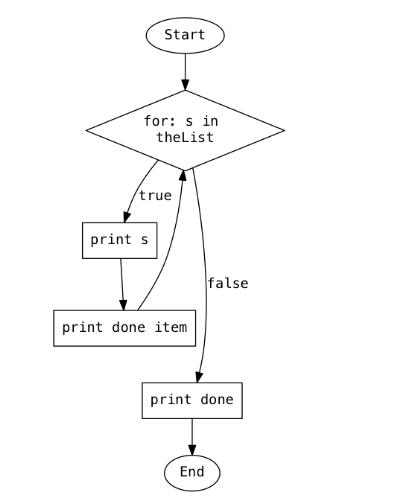 Start
for: s in
theList
true
print s
false
print done item
print done
End